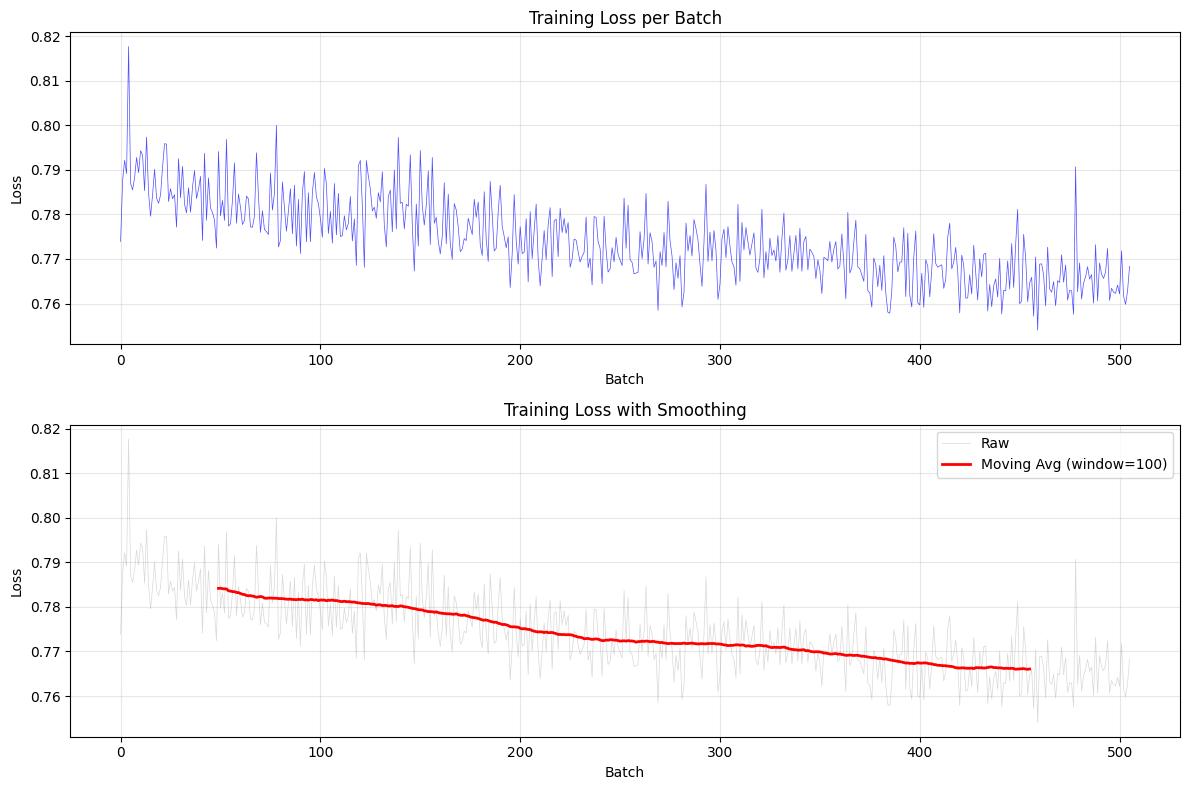 Training Loss per Batch
0.82
0.81
0.80
0.79
0.78
0.77
0.76
Loss
0 100 200 300 400 500
Batch
Training Loss with Smoothing
0.82
0.81
0.80
0.79
0.78
0.77
0.76
Loss
Raw
Moving Avg (window=100)
0 100 200 300 400 500
Batch